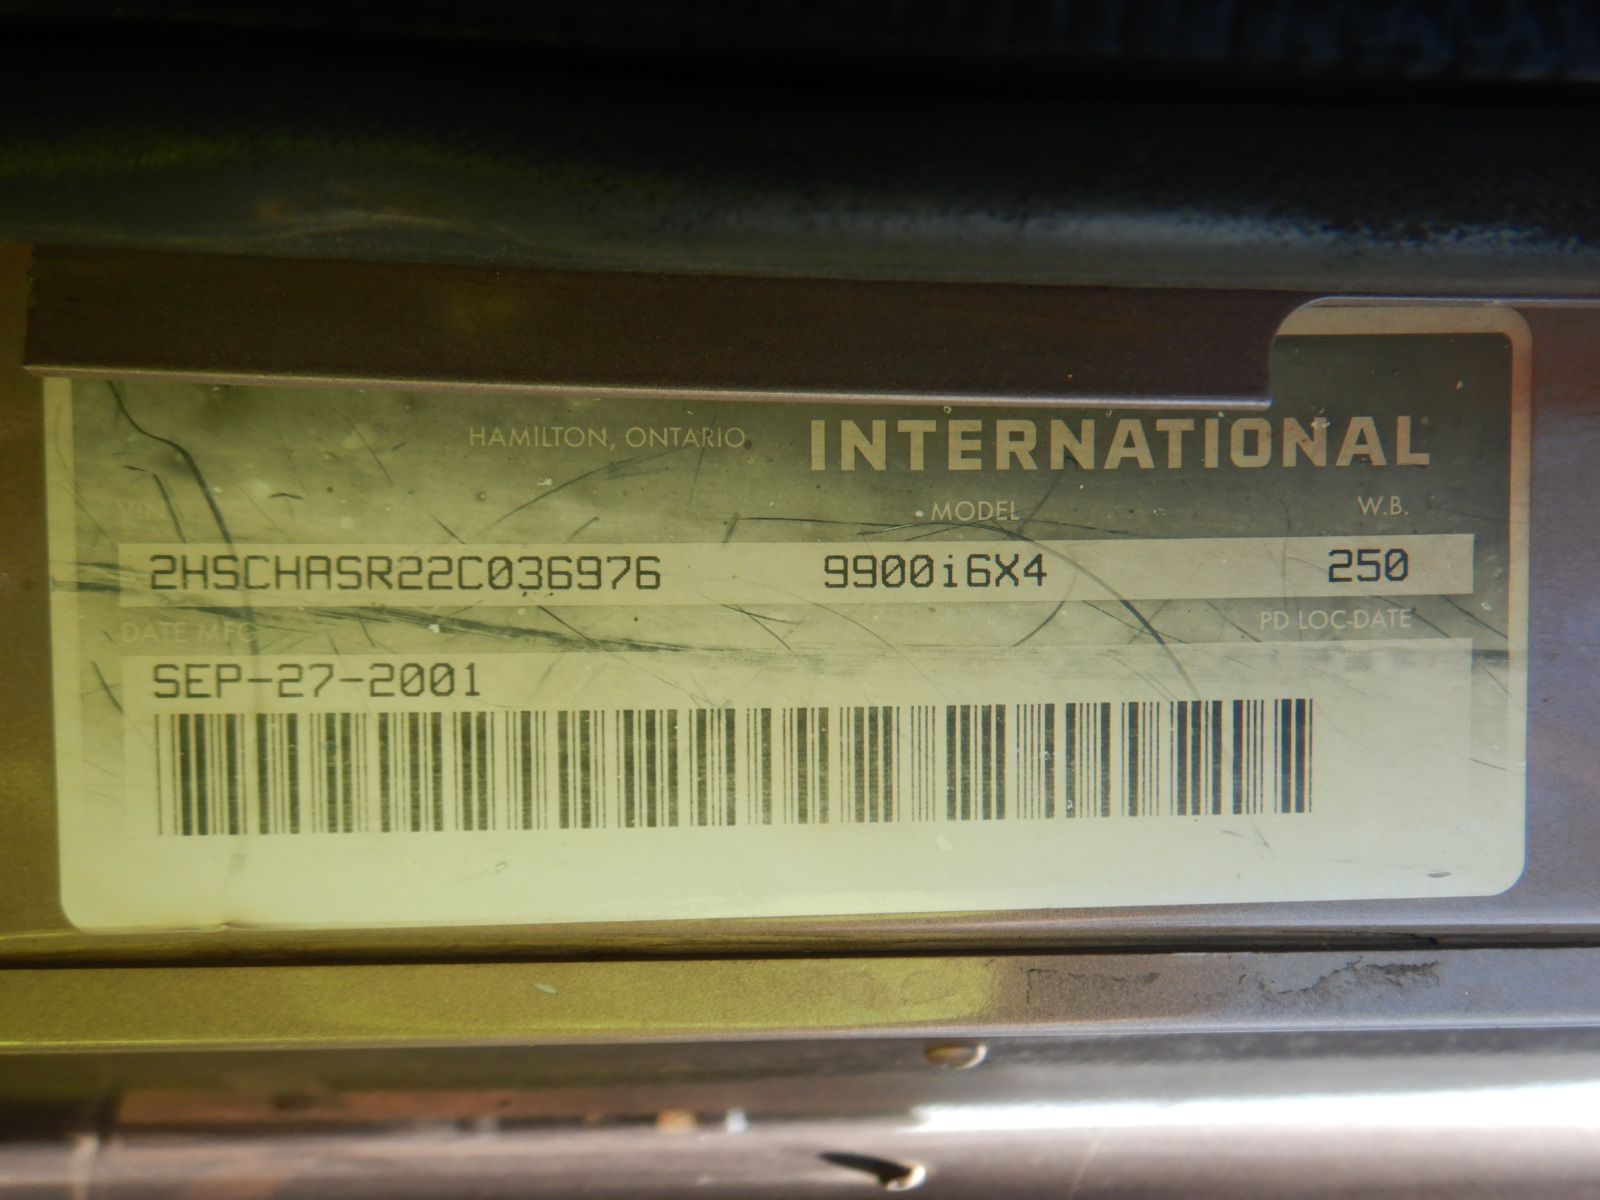 HAMILTON, ONTARIO INTERNATIONAL®
VIN MODEL W.B.
2HSCHASR22C036976 9900i6X4 250
DATE MFG PD LOC-DATE
SEP-27-2001